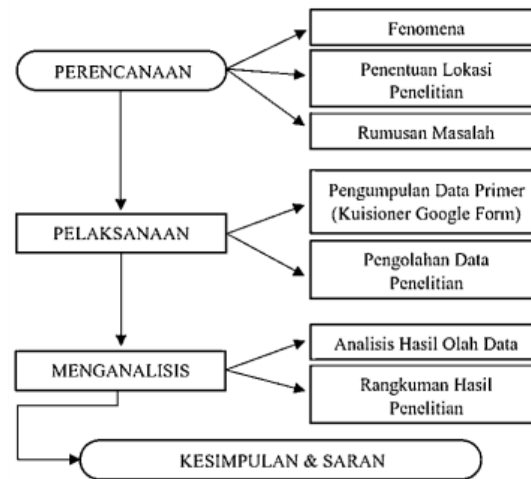 PERENCANAAN
Fenomena
Penentuan Lokasi
Penelitian
Rumusan Masalah
PELAKSANAAN
Pengumpulan Data Primer
(Kuisioner Google Form)
Pengolahan Data
Penelitian
MENGANALISIS
Analisis Hasil Olah Data
Rangkuman Hasil
Penelitian
KESIMPULAN & SARAN